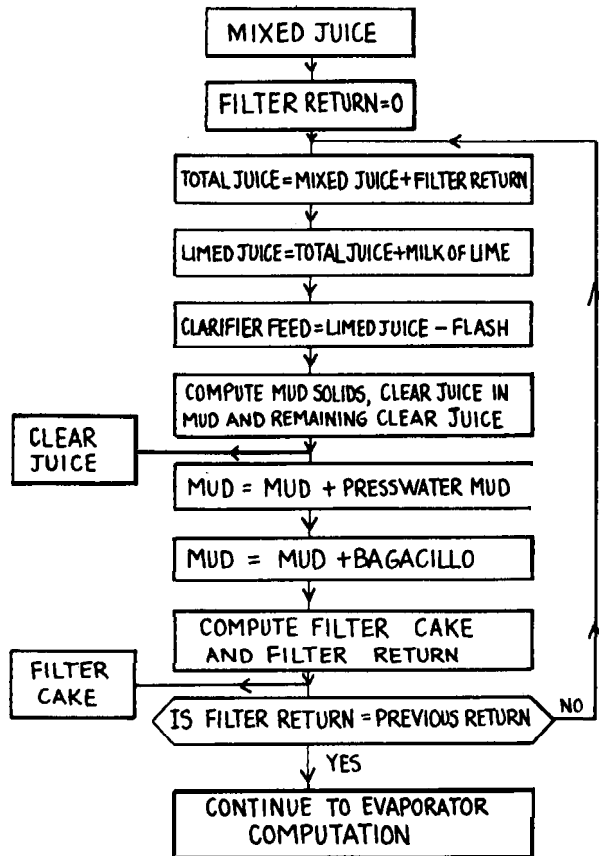 MIXED JUICE
FILTER RETURN=0
TOTAL JUICE=MIXED JUICE+FILTER RETURN
LIMED JUICE=TOTAL JUICE+MILK OF LIME
CLARIFIER FEED=LIMED JUICE - FLASH
COMPUTE MUD SOLIDS, CLEAR JUICE IN
MUD AND REMAINING CLEAR JUICE
CLEAR
JUICE
MUD = MUD + PRESSWATER MUD
MUD = MUD +BAGACILLO
COMPUTE FILTER CAKE
AND FILTER RETURN
FILTER
CAKE
IS FILTER RETURN = PREVIOUS RETURN
NO
YES
CONTINUE TO EVAPORATOR
COMPUTATION